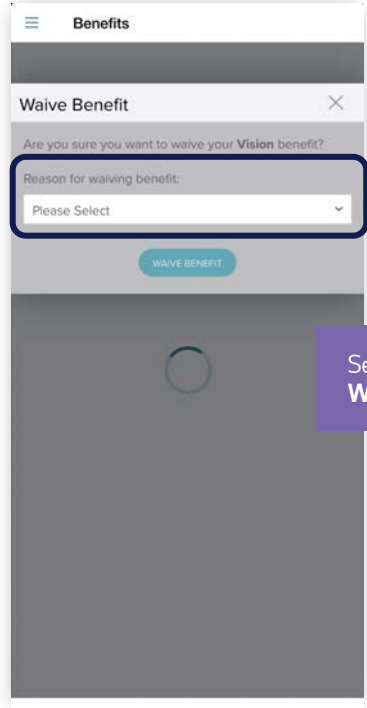 Benefits
Waive Benefit
Are you sure you want to waive your Vision benefit?
Reason for waiving benefit:
Please Select
WAIVE BENEFIT